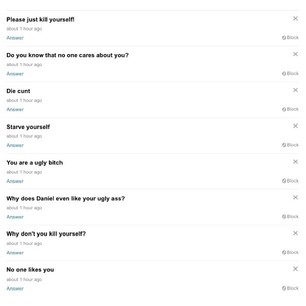 Please just kill yourself!
about 1 hour ago
Answer
Block
Do you know that no one cares about you?
about 1 hour ago
Answer
Block
Die cunt
about 1 hour ago
Answer
Block
Starve yourself
about 1 hour ago
Answer
Block
You are a ugly bitch
about 1 hour ago
Answer
Block
Why does Daniel even like your ugly ass?
about 1 hour ago
Answer
Block
Why don't you kill yourself?
about 1 hour ago
Answer
Block
No one likes you
about 1 hour ago
Answer
Block